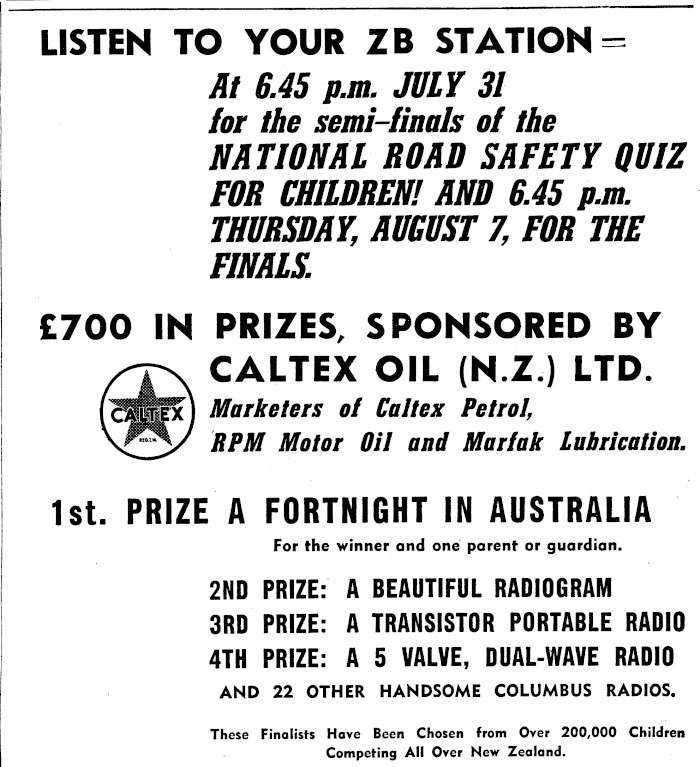 LISTEN TO YOUR ZB STATION=
At 6.45 p.m. JULY 31
for the semi-finals of the
NATIONAL ROAD SAFETY QUIZ
FOR CHILDREN! AND 6.45 p.m.
THURSDAY, AUGUST 7, FOR THE
FINALS.
£700 IN PRIZES, SPONSORED BY
CALTEX OIL (N.Z.) LTD.
CALTEX
REG. T.M.
Marketers of Caltex Petrol,
RPM Motor Oil and Marfak Lubrication.
1st. PRIZE A FORTNIGHT IN AUSTRALIA
For the winner and one parent or guardian.
2ND PRIZE: A BEAUTIFUL RADIOGRAM
3RD PRIZE: A TRANSISTOR PORTABLE RADIO
4TH PRIZE: A 5 VALVE, DUAL-WAVE RADIO
AND 22 OTHER HANDSOME COLUMBUS RADIOS.
These Finalists Have Been Chosen from Over 200,000 Children
Competing All Over New Zealand.